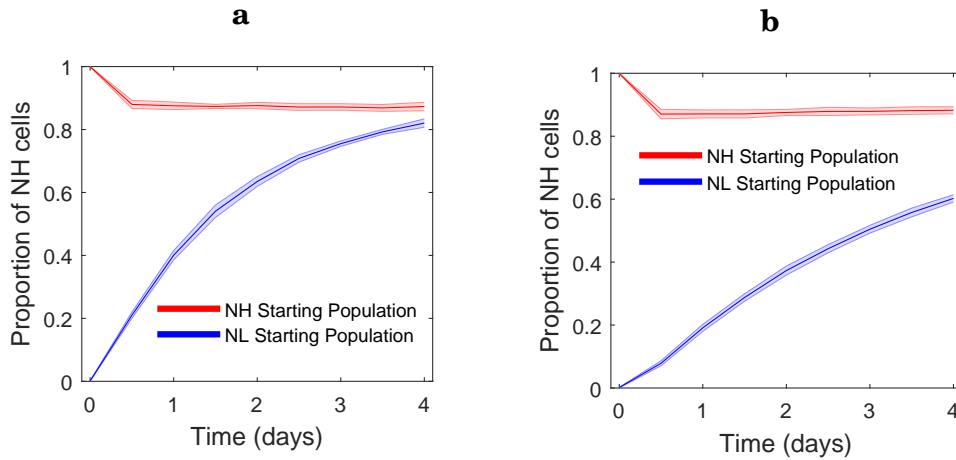 a
Proportion of NH cells
1
0.8
0.6
0.4
0.2
0
NH Starting Population
NL Starting Population
0 1 2 3 4
Time (days)
b
Proportion of NH cells
1
0.8
0.6
0.4
0.2
0
NH Starting Population
NL Starting Population
0 1 2 3 4
Time (days)